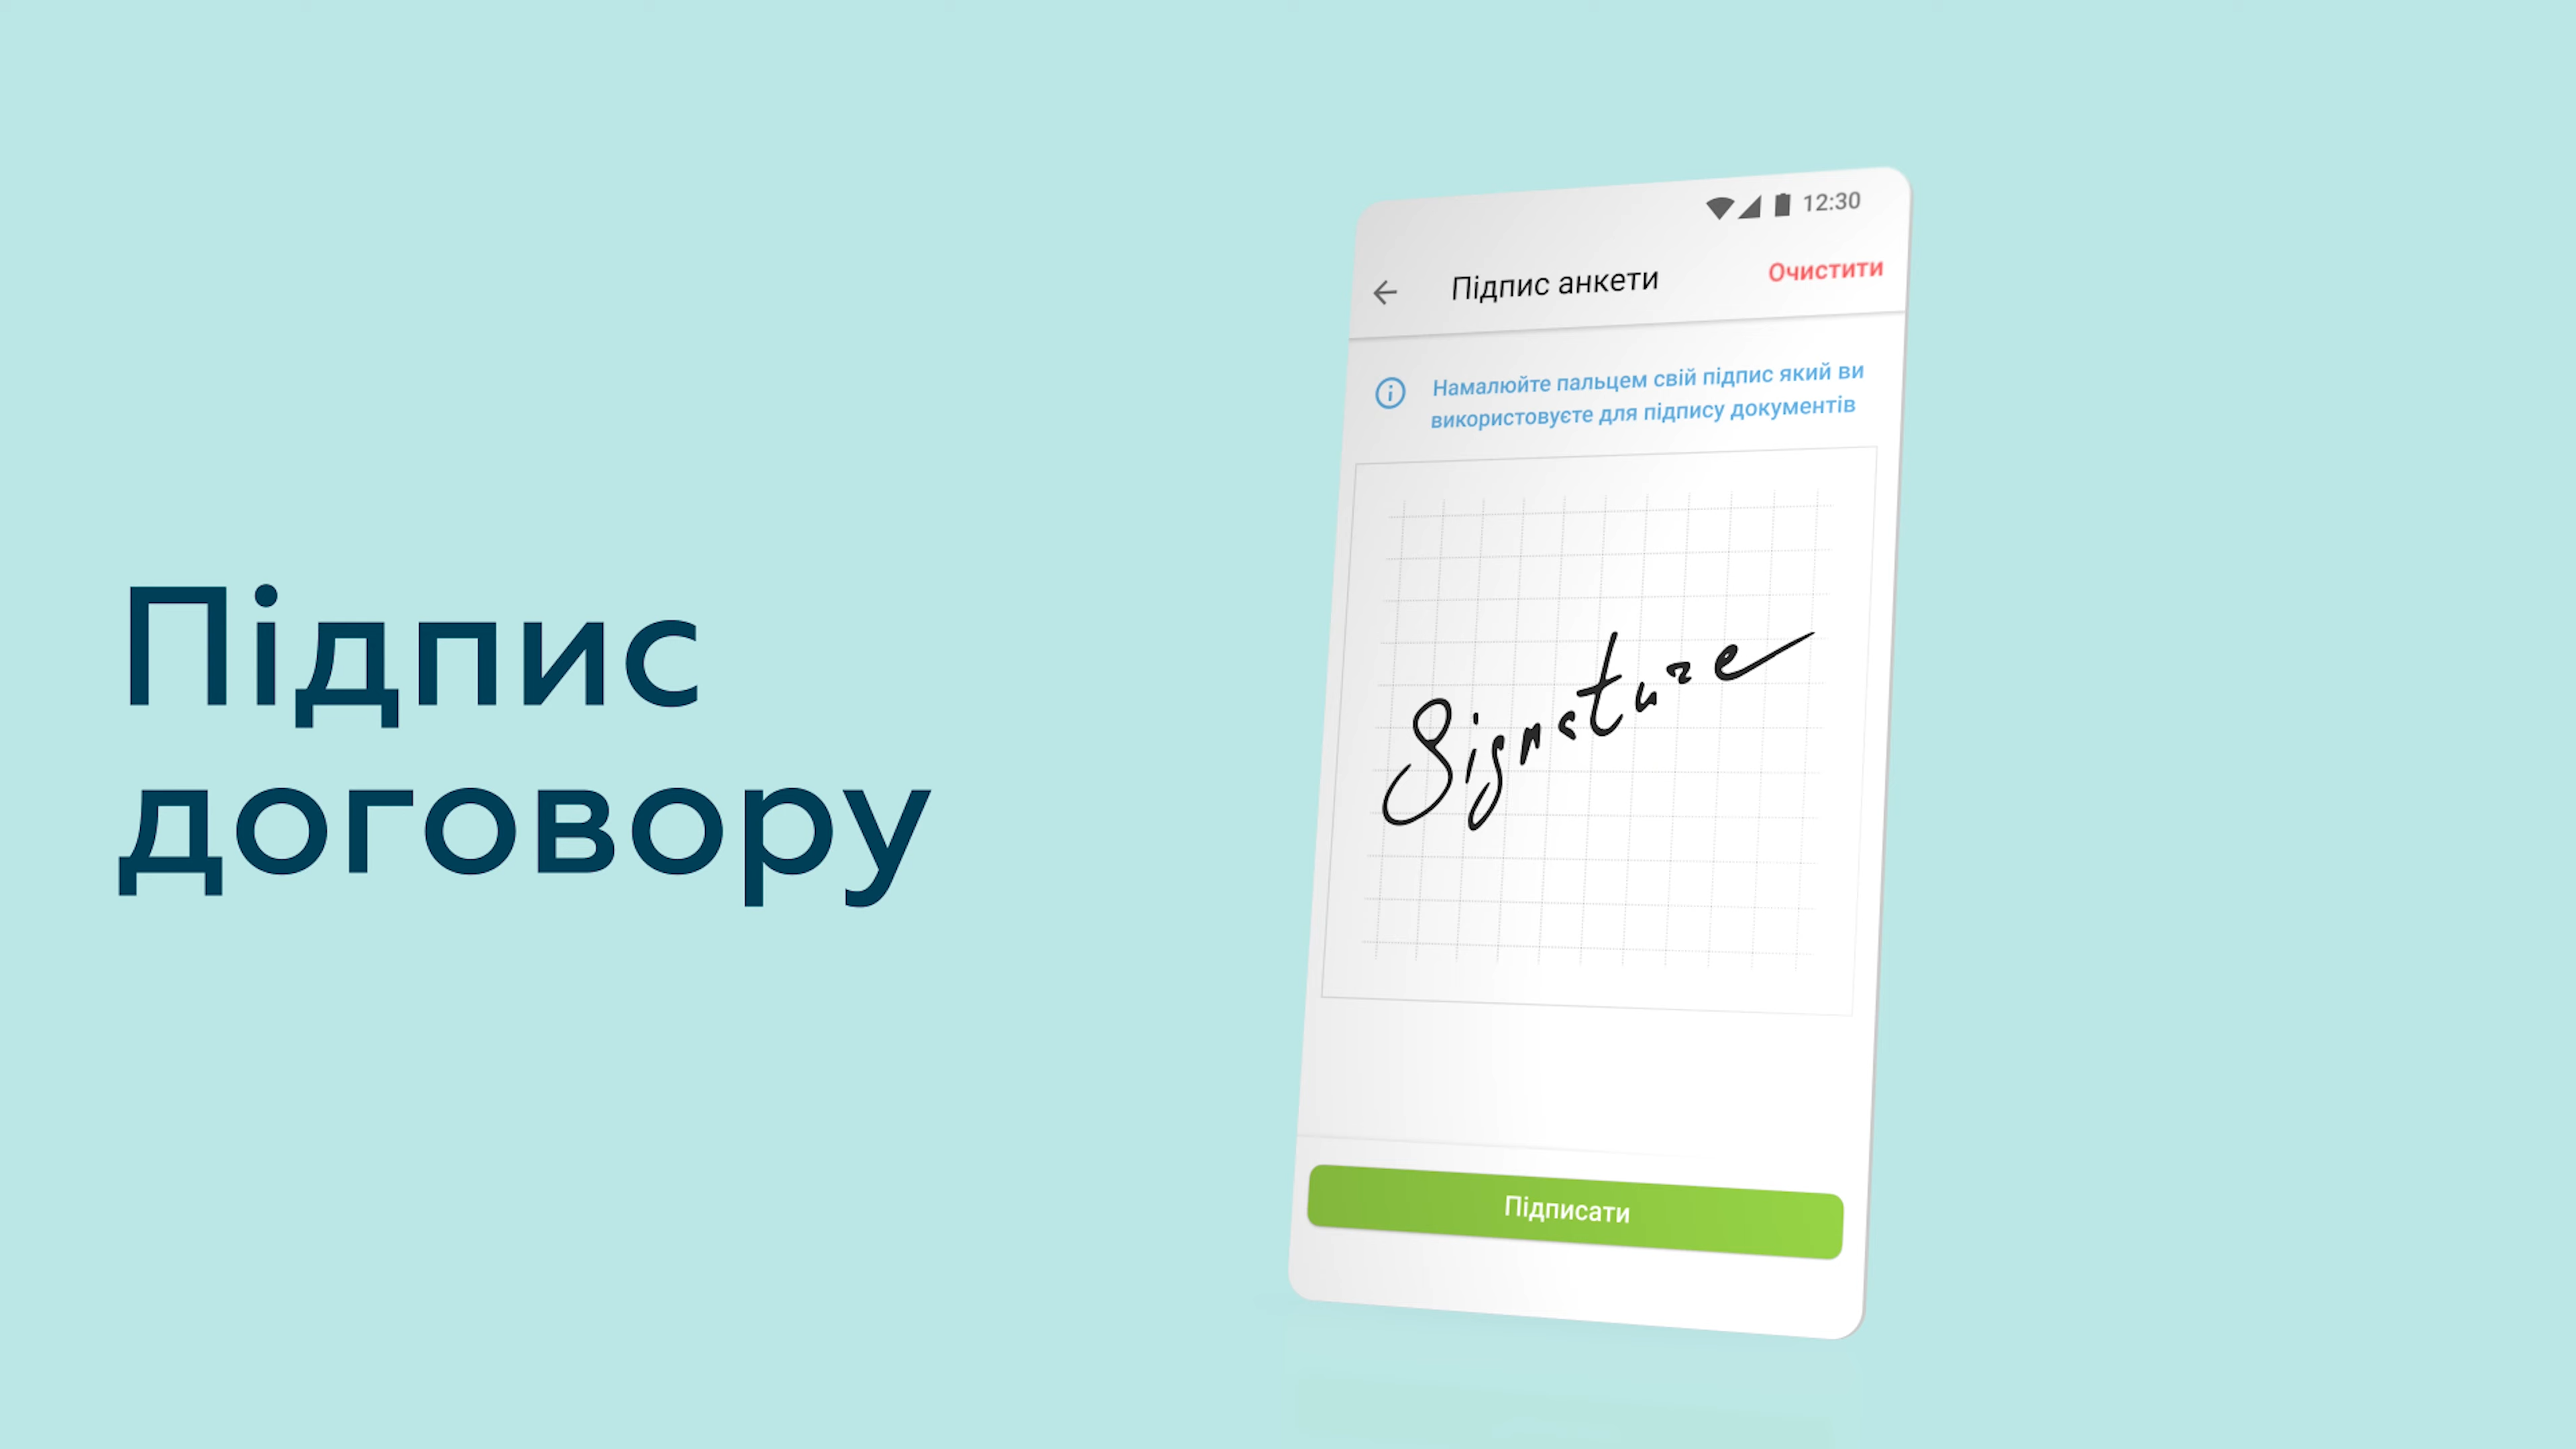 Підпис
договору
12:30
Підпис анкети
Очистити
Намалюйте пальцем свій підпис який ви
використовуєте для підпису документів
Signature
Підписати